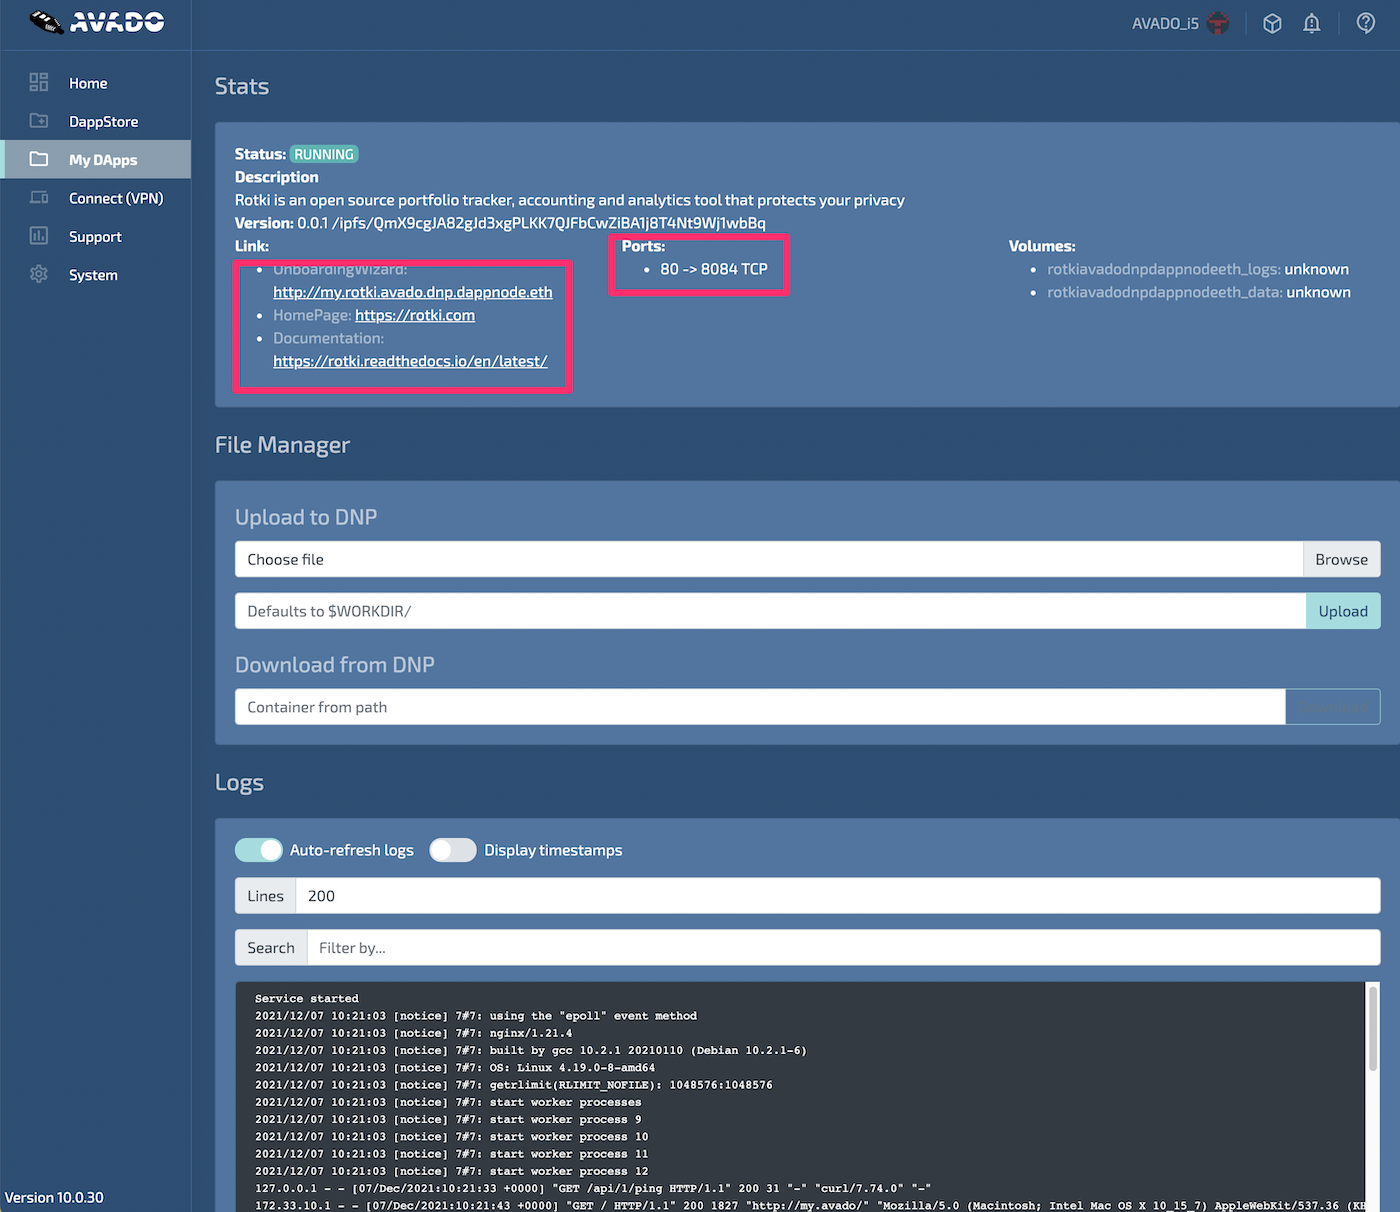 AVADO
AVADO_i5
Home
DappStore
My DApps
Connect (VPN)
Support
System
Stats
Status: RUNNING
Description
Rotki is an open source portfolio tracker, accounting and analytics tool that protects your privacy
Version: 0.0.1 /ipfs/QmX9cgJA82gJd3xgPLKK7QJFbCwZiBA1j8T4Nt9Wj1wbBq
Link:
OnboardingWizard:
http://my.rotki.avado.dnp.dappnode.eth
HomePage: https://rotki.com
Documentation:
https://rotki.readthedocs.io/en/latest/
Ports:
80 -> 8084 TCP
Volumes:
rotkiavadodnpdappnodeeth_logs: unknown
rotkiavadodnpdappnodeeth_data: unknown
File Manager
Upload to DNP
Choose file Browse
Defaults to $WORKDIR/ Upload
Download from DNP
Container from path
Logs
Auto-refresh logs Display timestamps
Lines 200
Search Filter by...
Service started
2021/12/07 10:21:03 [notice] 7#7: using the "epoll" event method
2021/12/07 10:21:03 [notice] 7#7: nginx/1.21.4
2021/12/07 10:21:03 [notice] 7#7: built by gcc 10.2.1 20210110 (Debian 10.2.1-6)
2021/12/07 10:21:03 [notice] 7#7: OS: Linux 4.19.0-8-amd64
2021/12/07 10:21:03 [notice] 7#7: getrlimit(RLIMIT_NOFILE): 1048576:1048576
2021/12/07 10:21:03 [notice] 7#7: start worker processes
2021/12/07 10:21:03 [notice] 7#7: start worker process 9
2021/12/07 10:21:03 [notice] 7#7: start worker process 10
2021/12/07 10:21:03 [notice] 7#7: start worker process 11
2021/12/07 10:21:03 [notice] 7#7: start worker process 12
127.0.0.1 - - [07/Dec/2021:10:21:33 +0000] "GET /api/1/ping HTTP/1.1" 200 31 "-" "curl/7.74.0" "-"
172.33.10.1 - - [07/Dec/2021:10:21:43 +0000] "GET / HTTP/1.1" 200 1827 "http://my.avado/" "Mozilla/5.0 (Macintosh; Intel Mac OS X 10_15_7) AppleWebKit/537.36 (KH
Version 10.0.30